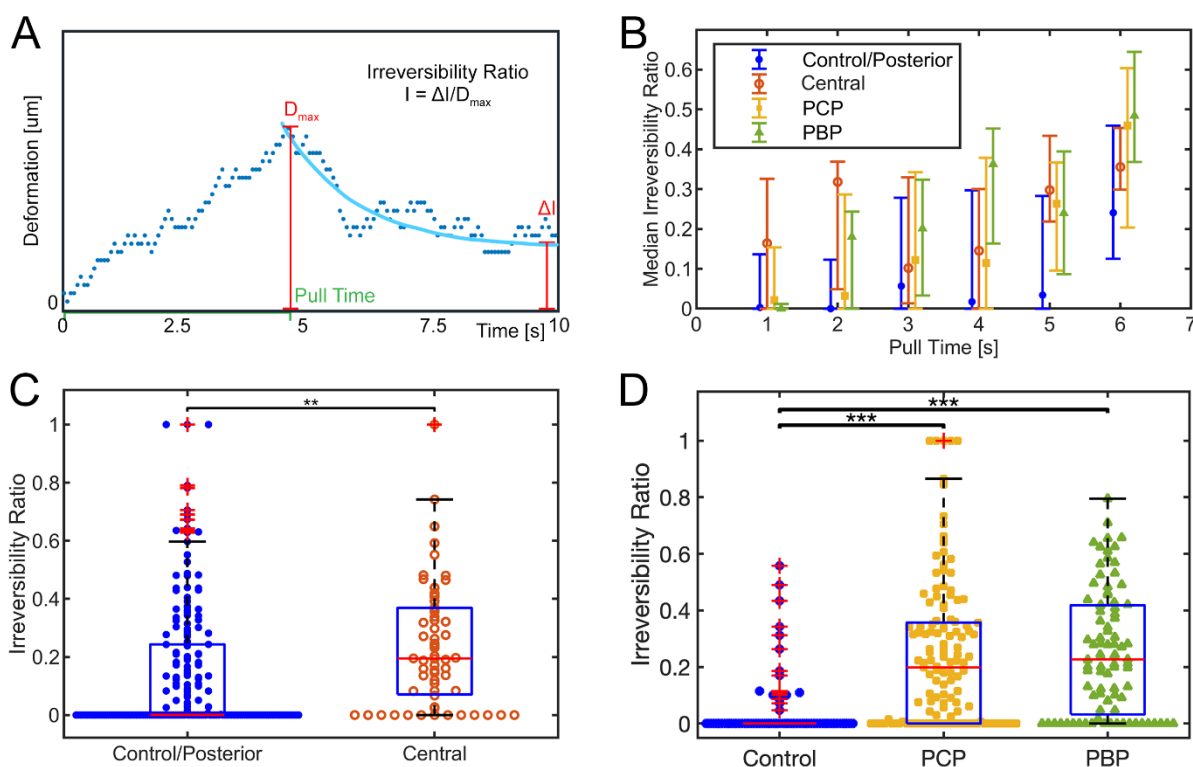 A
Irreversibility Ratio
I = ΔI/Dmax
Dmax
ΔI
Pull Time
Deformation [um]
0
0
2.5
5
7.5
Time [s]
10
B
Control/Posterior
Central
PCP
PBP
Median Irreversibility Ratio
0.6
0.5
0.4
0.3
0.2
0.1
0
0
1
2
3
4
5
6
7
Pull Time [s]
C
**
Irreversibility Ratio
1
0.8
0.6
0.4
0.2
0
Control/Posterior
Central
D
***
***
Irreversibility Ratio
1
0.8
0.6
0.4
0.2
0
Control
PCP
PBP